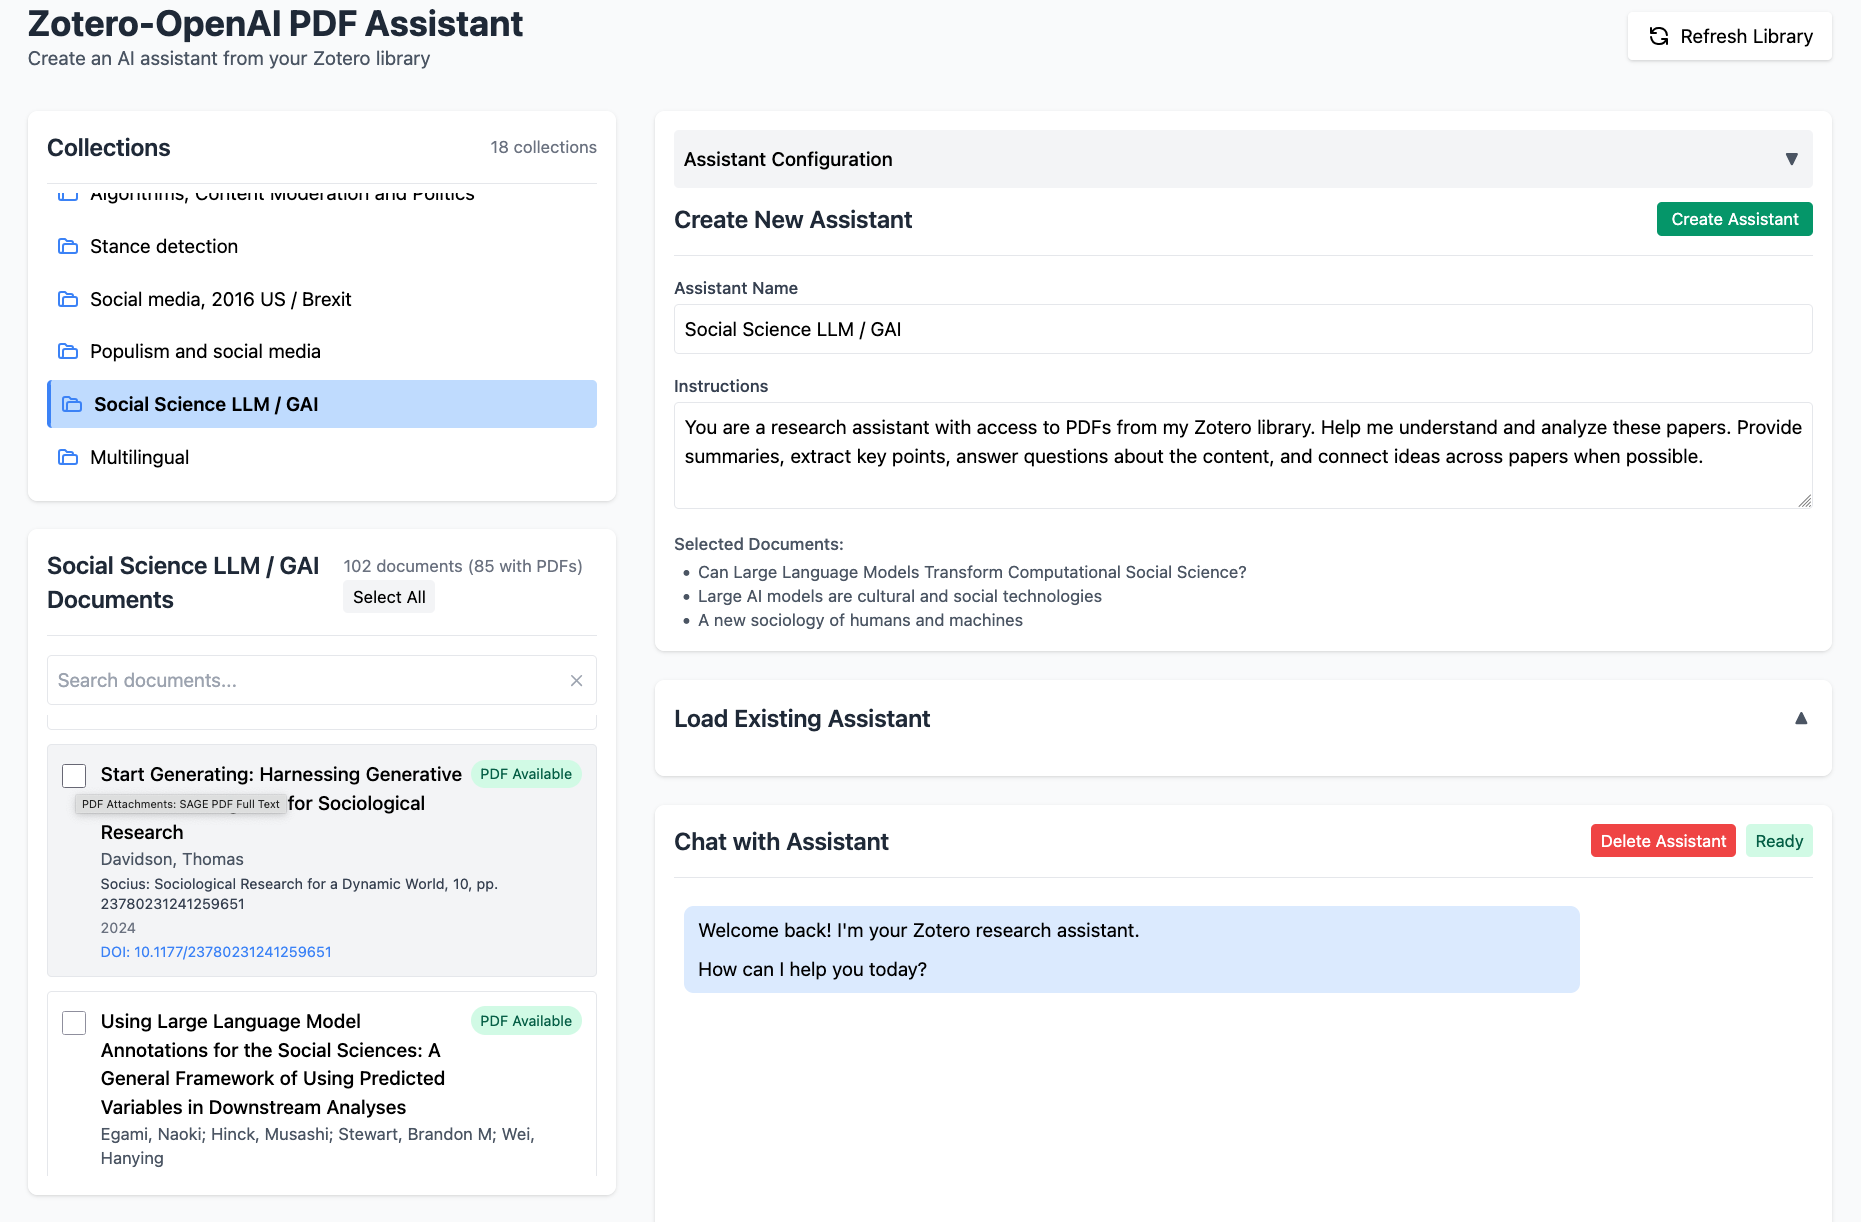 Zotero-OpenAI PDF Assistant
Create an AI assistant from your Zotero library
Refresh Library
Collections
18 collections
Algorithms, Content Moderation and Politics
Stance detection
Social media, 2016 US / Brexit
Populism and social media
Social Science LLM / GAI
Multilingual
Social Science LLM / GAI
Documents
102 documents (85 with PDFs)
Select All
Search documents...
Start Generating: Harnessing Generative
PDF Available
PDF Attachments: SAGE PDF Full Text
for Sociological
Research
Davidson, Thomas
Socius: Sociological Research for a Dynamic World, 10, pp.
23780231241259651
2024
DOI: 10.1177/23780231241259651
Using Large Language Model
PDF Available
Annotations for the Social Sciences: A
General Framework of Using Predicted
Variables in Downstream Analyses
Egami, Naoki; Hinck, Musashi; Stewart, Brandon M; Wei,
Hanying
Assistant Configuration
Create New Assistant
Create Assistant
Assistant Name
Social Science LLM / GAI
Instructions
You are a research assistant with access to PDFs from my Zotero library. Help me understand and analyze these papers. Provide
summaries, extract key points, answer questions about the content, and connect ideas across papers when possible.
Selected Documents:
• Can Large Language Models Transform Computational Social Science?
• Large AI models are cultural and social technologies
• A new sociology of humans and machines
Load Existing Assistant
Chat with Assistant
Delete Assistant
Ready
Welcome back! I'm your Zotero research assistant.
How can I help you today?